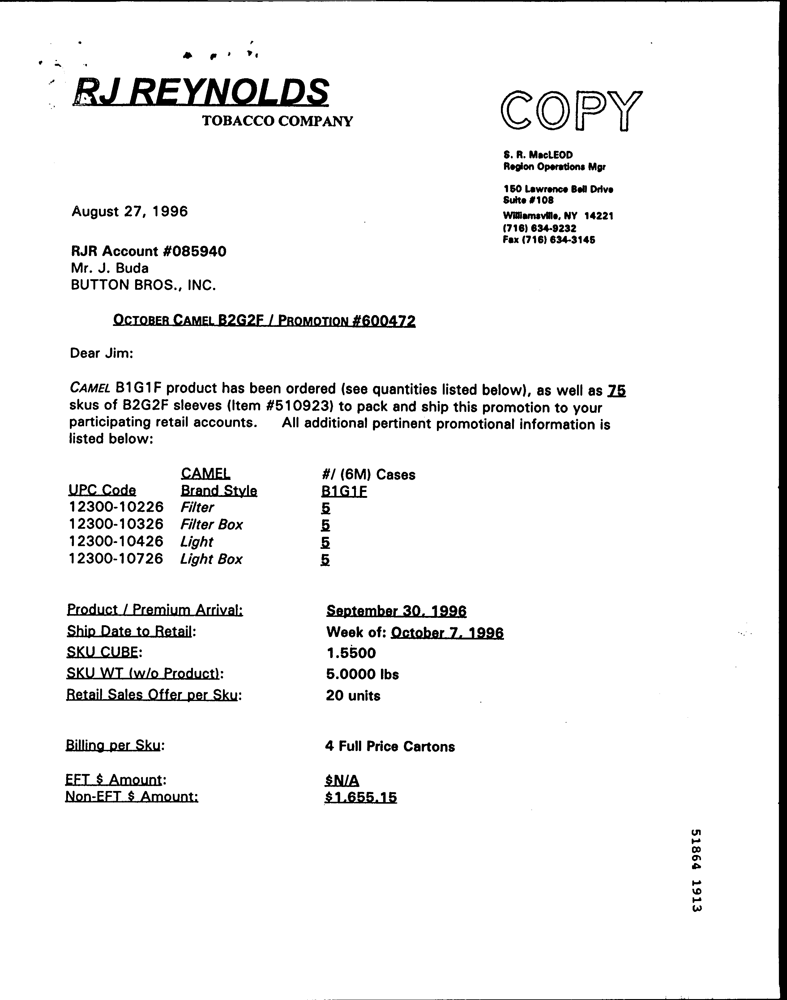 RJ REYNOLDS
TOBACCO COMPANY
COPY
S. R. MacLEOD
Region Operations Mgr
150 Lawrence Bell Drive
Suite #108
Williamsville, NY 14221
(716) 634-9232
Fax (716) 634-3145
August 27, 1996
RJR Account #085940
Mr. J. Buda
BUTTON BROS., INC.
OCTOBER CAMEL B2G2F / PROMOTION #600472
Dear Jim:
CAMEL B1G1F product has been ordered (see quantities listed below), as well as 75
skus of B2G2F sleeves (Item #510923) to pack and ship this promotion to your
participating retail accounts. All additional pertinent promotional information is
listed below:
CAMEL #/ (6M) Cases
UPC Code Brand Style B1G1F
12300-10226 Filter 5
12300-10326 Filter Box 5
12300-10426 Light 5
12300-10726 Light Box 5
Product / Premium Arrival: September 30, 1996
Ship Date to Retail: Week of: October 7, 1996
SKU CUBE: 1.5500
SKU WT (w/o Product): 5.0000 lbs
Retail Sales Offer per Sku: 20 units
Billing per Sku: 4 Full Price Cartons
EFT $ Amount: $N/A
Non-EFT $ Amount: $1,655.15
51864 1913